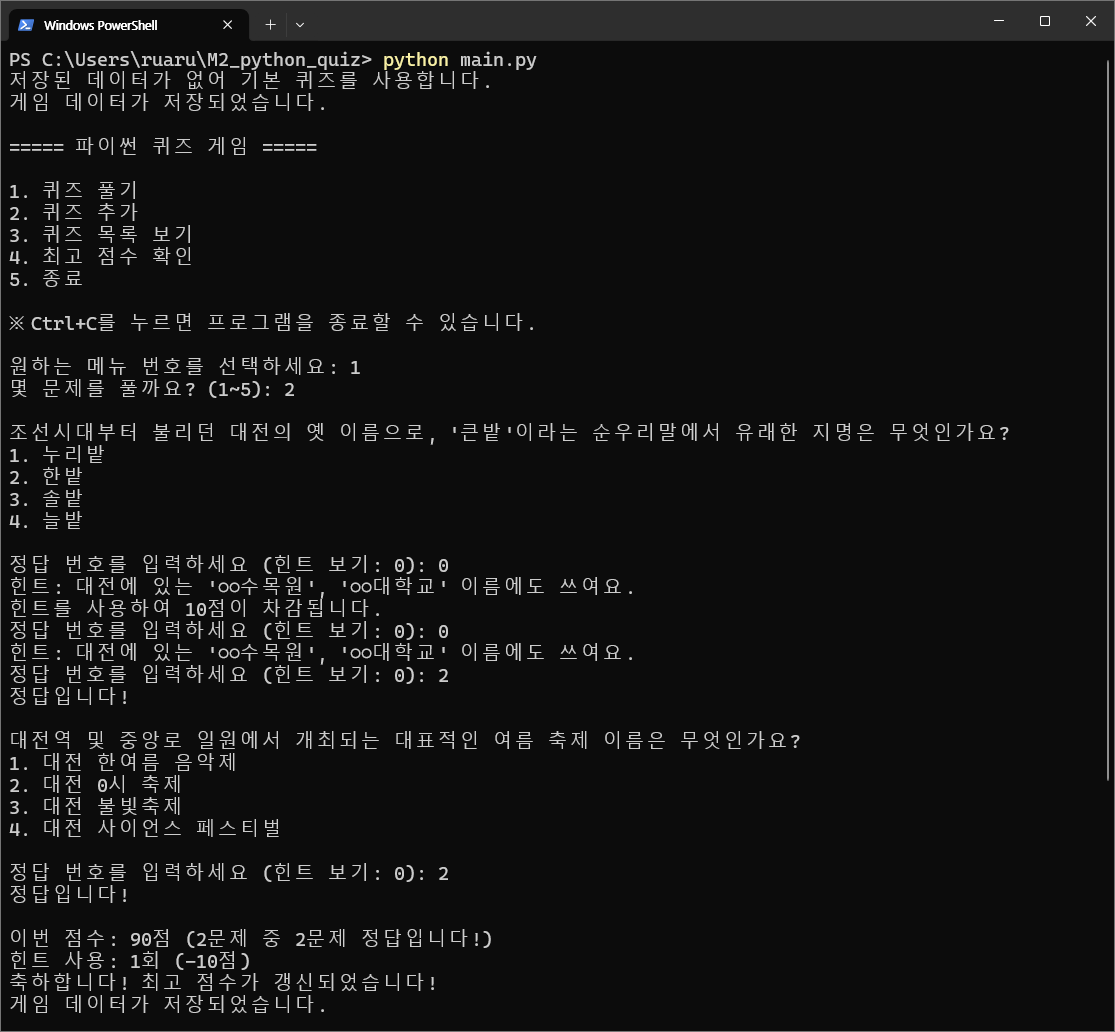 Windows PowerShell
PS C:\Users\ruaru\M2_python_quiz> python main.py
저장된 데이터가 없어 기본 퀴즈를 사용합니다.
게임 데이터가 저장되었습니다.
===== 파이썬 퀴즈 게임 =====
1. 퀴즈 풀기
2. 퀴즈 추가
3. 퀴즈 목록 보기
4. 최고 점수 확인
5. 종료
※ Ctrl+C를 누르면 프로그램을 종료할 수 있습니다.
원하는 메뉴 번호를 선택하세요: 1
몇 문제를 풀까요? (1~5): 2
조선시대부터 불리던 대전의 옛 이름으로, '큰밭'이라는 순우리말에서 유래한 지명은 무엇인가요?
1. 누리밭
2. 한밭
3. 솔밭
4. 늘밭
정답 번호를 입력하세요 (힌트 보기: 0): 0
힌트: 대전에 있는 'oo수목원', 'oo대학교' 이름에도 쓰여요.
힌트를 사용하여 10점이 차감됩니다.
정답 번호를 입력하세요 (힌트 보기: 0): 0
힌트: 대전에 있는 'oo수목원', 'oo대학교' 이름에도 쓰여요.
정답 번호를 입력하세요 (힌트 보기: 0): 2
정답입니다!
대전역 및 중앙로 일원에서 개최되는 대표적인 여름 축제 이름은 무엇인가요?
1. 대전 한여름 음악제
2. 대전 0시 축제
3. 대전 불빛축제
4. 대전 사이언스 페스티벌
정답 번호를 입력하세요 (힌트 보기: 0): 2
정답입니다!
이번 점수: 90점 (2문제 중 2문제 정답입니다!)
힌트 사용: 1회 (-10점)
축하합니다! 최고 점수가 갱신되었습니다!
게임 데이터가 저장되었습니다.